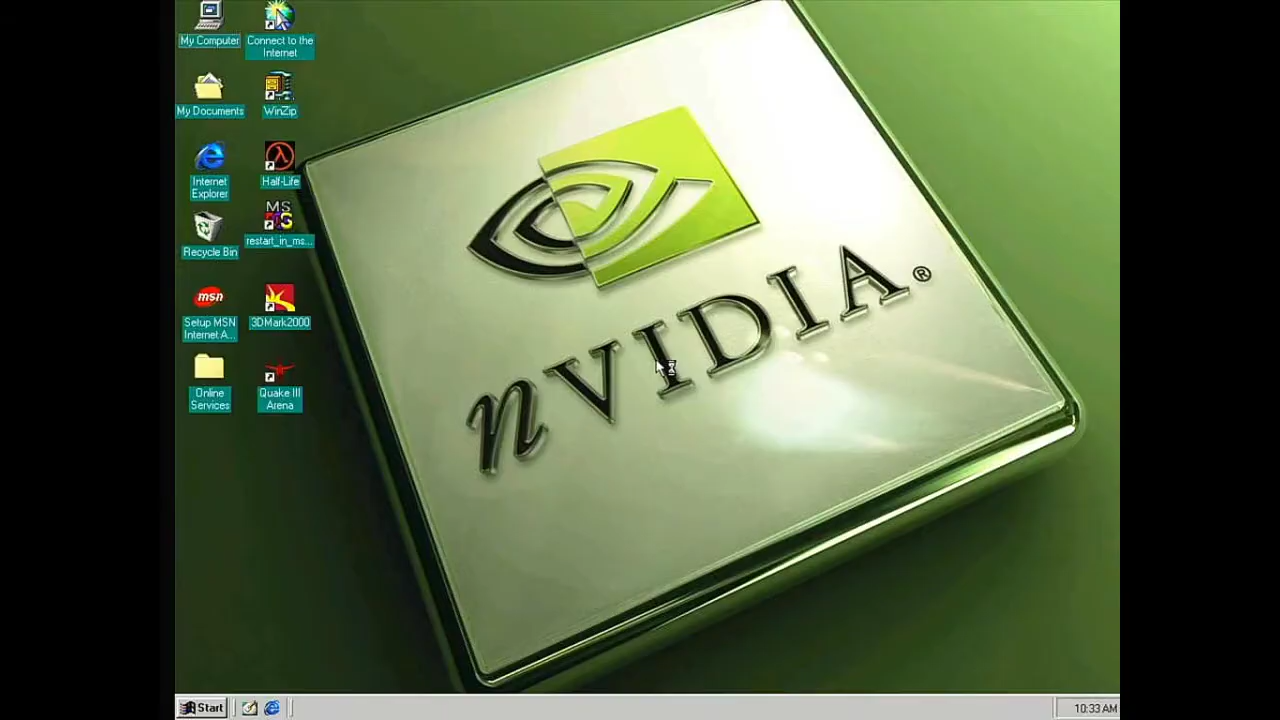 My Computer
Connect to the
Internet
My Documents
WinZip
Internet
Explorer
Half-Life
Recycle Bin
MS
restart_in_ms...
msn
Setup MSN
Internet A...
3DMark2000
Online
Services
Quake III
Arena
nVIDIA.®
Start
10:33 AM